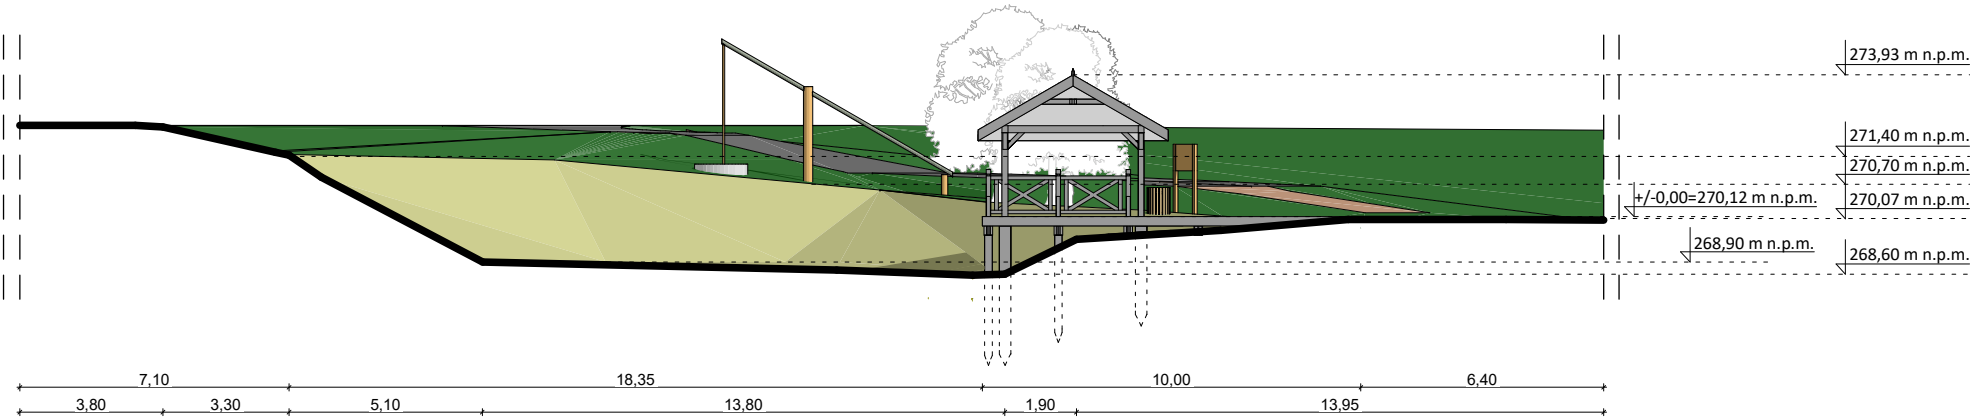 273,93 m n.p.m.
271,40 m n.p.m.
270,70 m n.p.m.
+/-0,00=270,12 m n.p.m.
270,07 m n.p.m.
268,90 m n.p.m.
268,60 m n.p.m.
7,10 18,35 10,00 6,40
3,80 3,30 5,10 13,80 1,90 13,95